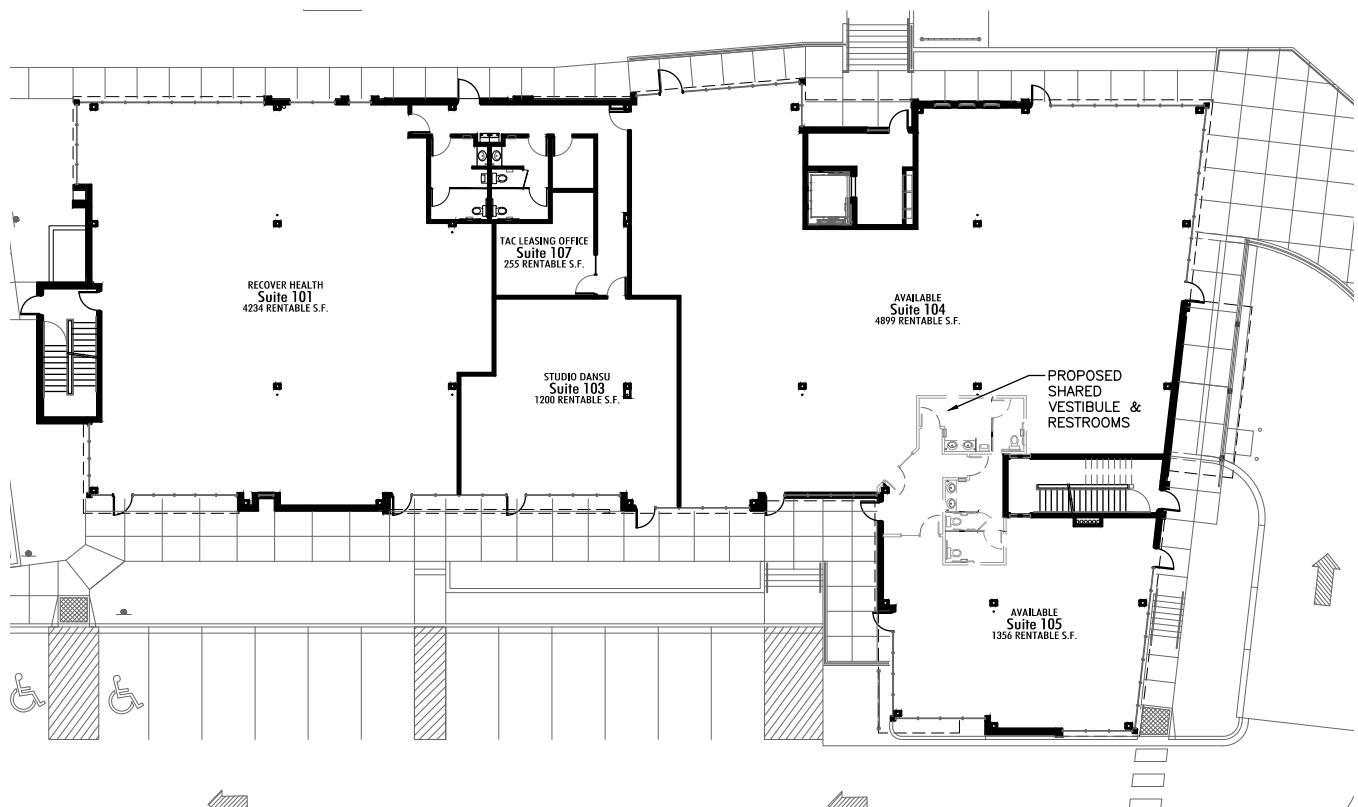 TAC LEASING OFFICE
Suite 107
255 RENTABLE S.F.
RECOVER HEALTH
Suite 101
4234 RENTABLE S.F.
AVAILABLE
Suite 104
4899 RENTABLE S.F.
STUDIO DANSU
Suite 103
1200 RENTABLE S.F.
PROPOSED
SHARED
VESTIBULE &
RESTROOMS
AVAILABLE
Suite 105
1356 RENTABLE S.F.